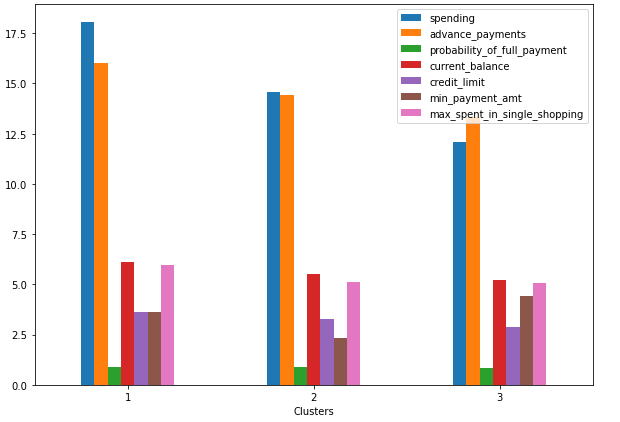 17.5
15.0
12.5
10.0
7.5
5.0
2.5
0.0
spending
advance_payments
probability_of_full_payment
current_balance
credit_limit
min_payment_amt
max_spent_in_single_shopping
1
2
3
Clusters